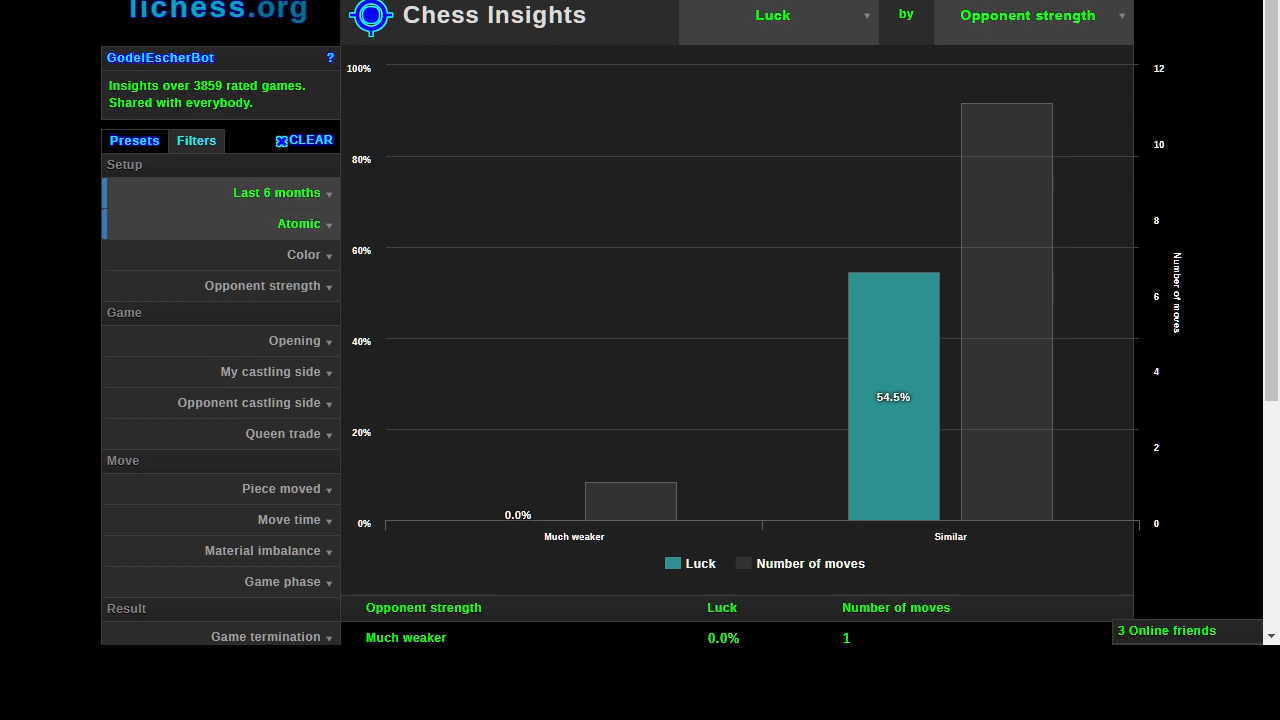 lichess.org
Chess Insights
Luck
by
Opponent strength
GodelEscherBot ?
Insights over 3859 rated games.
Shared with everybody.
Presets Filters CLEAR
Setup
Last 6 months
Atomic
Color
Opponent strength
Game
Opening
My castling side
Opponent castling side
Queen trade
Move
Piece moved
Move time
Material imbalance
Game phase
Result
Game termination
100%
80%
60%
40%
20%
0%
0.0%
54.5%
12
10
8
6
4
2
0
Number of moves
Much weaker
Similar
Luck Number of moves
Opponent strength Luck Number of moves
Much weaker 0.0% 1
3 Online friends